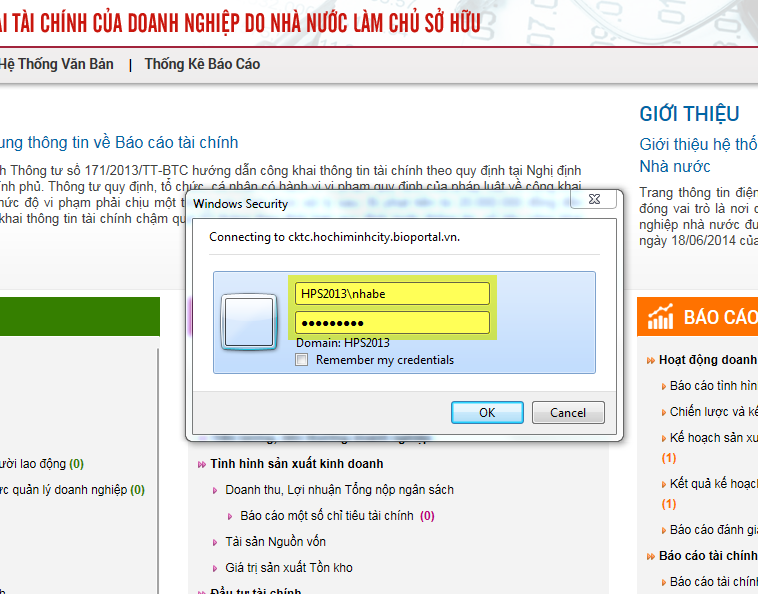 TÀI CHÍNH CỦA DOANH NGHIỆP DO NHÀ NƯỚC LÀM CHỦ SỞ HỮU
Hệ Thống Văn Bản | Thống Kê Báo Cáo
GIỚI THIỆU
ung thông tin về Báo cáo tài chính
Giới thiệu hệ thố
Nhà nước
h Thông tư số 171/2013/TT-BTC hướng dẫn công khai thông tin tài chính theo quy định tại Nghị định
ính phủ. Thông tư quy định, tổ chức, cá nhân có hành vi vi phạm quy định của pháp luật về công khai
nức độ vi phạm phải chịu một
khai thông tin tài chính chậm qu
Trang thông tin điện
đóng vai trò là nơi
nghiệp nhà nước đu
ngày 18/06/2014 của
Windows Security
Connecting to cktc.hochiminhcity.bioportal.vn.
HPS2013\nhabe
•••••••••
Domain: HPS2013
Remember my credentials
OK
Cancel
BÁO CÁO
Hoạt động doanh
Báo cáo tình hìn
Chiến lược và kế
Kế hoạch sản xu
(1)
Kết quả kế hoạch
(1)
Báo cáo đánh gi
Báo cáo tài chính
Báo cáo tài chín
ười lao động (0)
ực quản lý doanh nghiệp (0)
Tình hình sản xuất kinh doanh
Doanh thu, Lợi nhuận Tổng nộp ngân sách
Báo cáo một số chỉ tiêu tài chính (0)
Tài sản Nguồn vốn
Giá trị sản xuất Tồn kho
Đầu tư tài chính